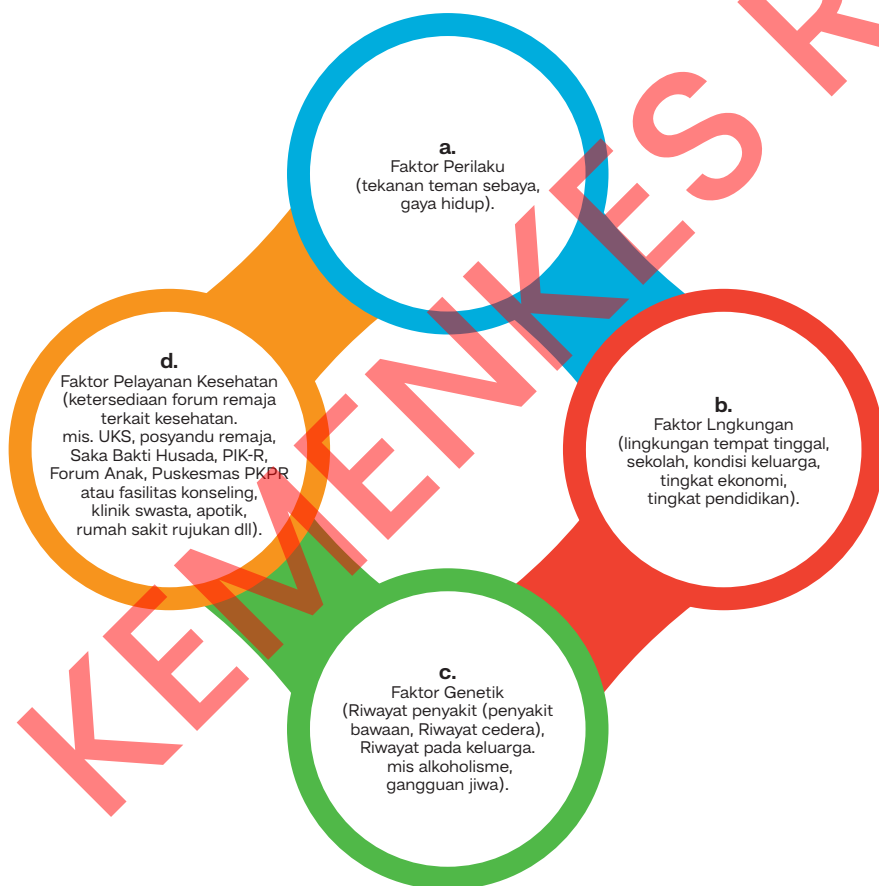 a.
Faktor Perilaku
(tekanan teman sebaya,
gaya hidup).
b.
Faktor Lngkungan
(lingkungan tempat tinggal,
sekolah, kondisi keluarga,
tingkat ekonomi,
tingkat pendidikan).
c.
Faktor Genetik
(Riwayat penyakit (penyakit
bawaan, Riwayat cedera),
Riwayat pada keluarga.
mis alkoholisme,
gangguan jiwa).
d.
Faktor Pelayanan Kesehatan
(ketersediaan forum remaja
terkait kesehatan.
mis. UKS, posyandu remaja,
Saka Bakti Husada, PIK-R,
Forum Anak, Puskesmas PKPR
atau fasilitas konseling,
klinik swasta, apotik,
rumah sakit rujukan dll).
KEMENKES R